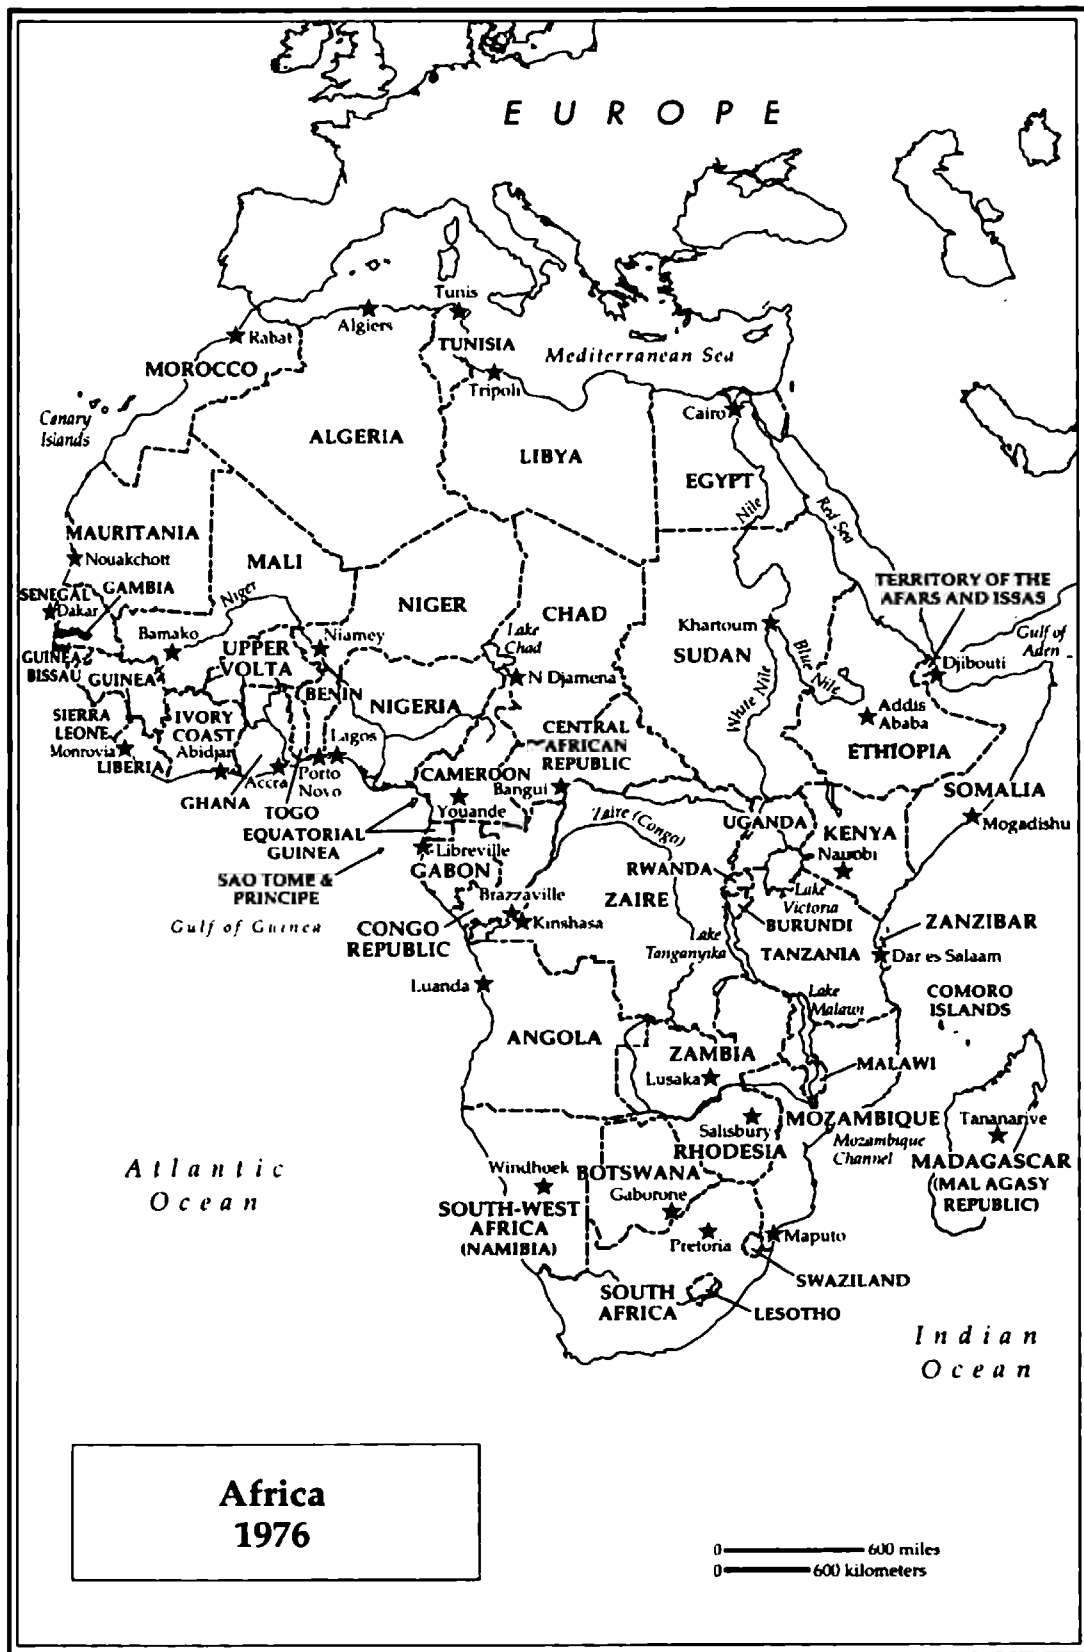 EUROPE
Tunis
Algiers
Rabat
TUNISIA
Mediterranean Sea
MOROCCO
Tripoli
Canary
Islands
Cairo
ALGERIA
LIBYA
EGYPT
Nile
Red Sea
MAURITANIA
Nouakchott
MALI
TERRITORY OF THE
AFARS AND ISSAS
SENEGAL
GAMBIA
Niger
NIGER
CHAD
Dakar
Khartoum
Gulf of
Aden
Bamako
Niamey
Lake
Chad
SUDAN
Blue Nile
Djibouti
GUINEA
BISSAU
GUINEA
UPPER
VOLTA
N Djamena
White Nile
BENIN
NIGERIA
Addis
Ababa
SIERRA
LEONE
IVORY
COAST
CENTRAL
AFRICAN
REPUBLIC
Monrovia
Abidjan
Lagos
ETHIOPIA
LIBERIA
Accra
Porto
Novo
CAMEROON
Bangui
SOMALIA
GHANA
TOGO
Youande
Zaire (Congo)
UGANDA
KENYA
Mogadishu
EQUATORIAL
GUINEA
Libreville
Nairobi
GABON
RWANDA
SAO TOME &
PRINCIPE
Brazzaville
ZAIRE
Lake
Victoria
Gulf of Guinea
CONGO
REPUBLIC
Kinshasa
BURUNDI
ZANZIBAR
Lake
Tanganyika
TANZANIA
Dar es Salaam
Luanda
Lake
Malawi
COMORO
ISLANDS
ANGOLA
ZAMBIA
MALAWI
Lusaka
MOZAMBIQUE
Tananarive
Salisbury
RHODESIA
Mozambique
Channel
MADAGASCAR
(MALAGASY
REPUBLIC)
Atlantic
Ocean
Windhoek
BOTSWANA
Gaborone
SOUTH-WEST
AFRICA
(NAMIBIA)
Pretoria
Maputo
SWAZILAND
SOUTH
AFRICA
LESOTHO
Indian
Ocean
Africa
1976
0 600 miles
0 600 kilometers